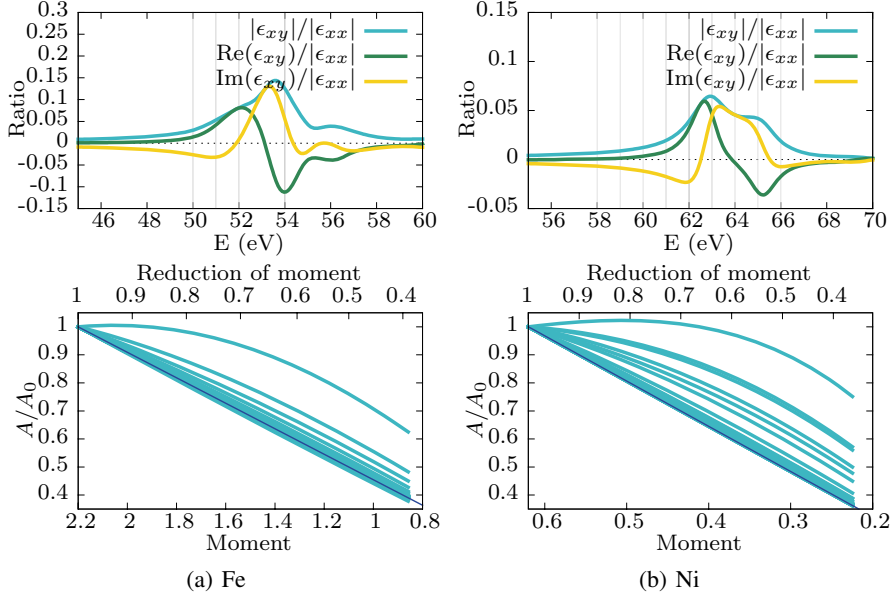 0.3
0.25
0.2
0.15
0.1
0.05
0
-0.05
-0.1
-0.15
Ratio
|ϵxy|/|ϵxx|
Re(ϵxy)/|ϵxx|
Im(ϵxy)/|ϵxx|
46 48 50 52 54 56 58 60
E (eV)
0.15
0.1
0.05
0
-0.05
Ratio
|ϵxy|/|ϵxx|
Re(ϵxy)/|ϵxx|
Im(ϵxy)/|ϵxx|
56 58 60 62 64 66 68 70
E (eV)
Reduction of moment
1 0.9 0.8 0.7 0.6 0.5 0.4
1
0.9
0.8
0.7
0.6
0.5
0.4
A/A0
2.2 2 1.8 1.6 1.4 1.2 1 0.8
Moment
(a) Fe
Reduction of moment
1 0.9 0.8 0.7 0.6 0.5 0.4
1
0.9
0.8
0.7
0.6
0.5
0.4
A/A0
0.6 0.5 0.4 0.3 0.2
Moment
(b) Ni